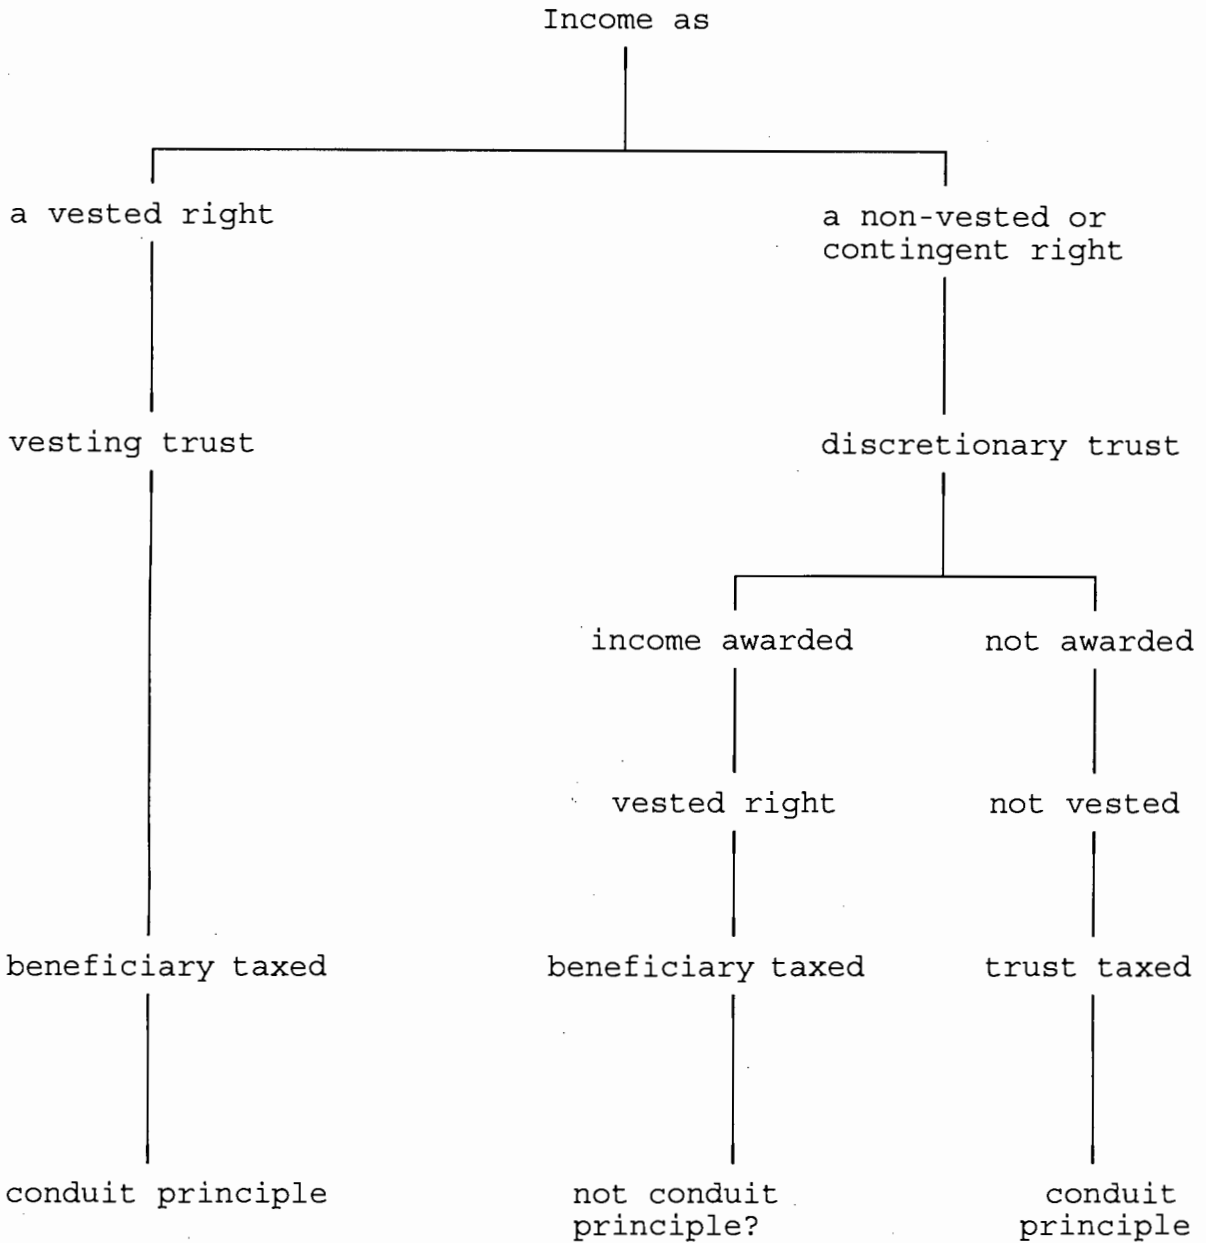 Income as
a vested right
a non-vested or
contingent right
vesting trust
discretionary trust
income awarded
not awarded
vested right
not vested
beneficiary taxed
beneficiary taxed
trust taxed
conduit principle
not conduit
principle?
conduit
principle